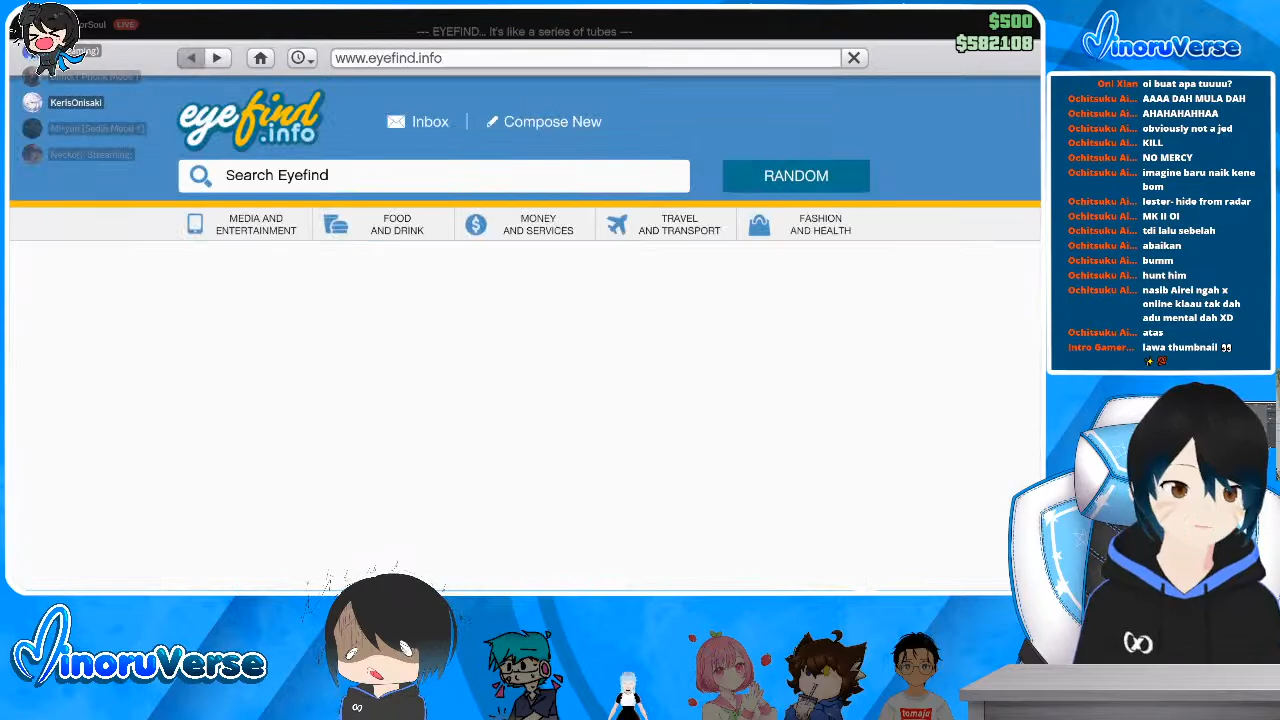 LIVE
--- EYEFIND... It's like a series of tubes ---
$500
$582108
www.eyefind.info
KerisOnisaki
eyefind
.info
Inbox
Compose New
Search Eyefind
RANDOM
MEDIA AND
ENTERTAINMENT
FOOD
AND DRINK
MONEY
AND SERVICES
TRAVEL
AND TRANSPORT
FASHION
AND HEALTH
MinoruVerse
Oni Xian oi buat apa tuuuu?
Ochitsuku Ai... AAAA DAH MULA DAH
Ochitsuku Ai... AHAHAHAHHAA
Ochitsuku Ai... obviously not a jed
Ochitsuku Ai... KILL
Ochitsuku Ai... NO MERCY
Ochitsuku Ai... imagine baru naik kene
bom
Ochitsuku Ai... lester- hide from radar
Ochitsuku Ai... MK II OI
Ochitsuku Ai... tdi lalu sebelah
Ochitsuku Ai... abaikan
Ochitsuku Ai... bumm
Ochitsuku Ai... hunt him
Ochitsuku Ai... nasib Airei ngah x
online klaau tak dah
adu mental dah XD
Ochitsuku Ai... atas
Intro Gamer... lawa thumbnail 👀
✨ 💯
MinoruVerse
tomaja